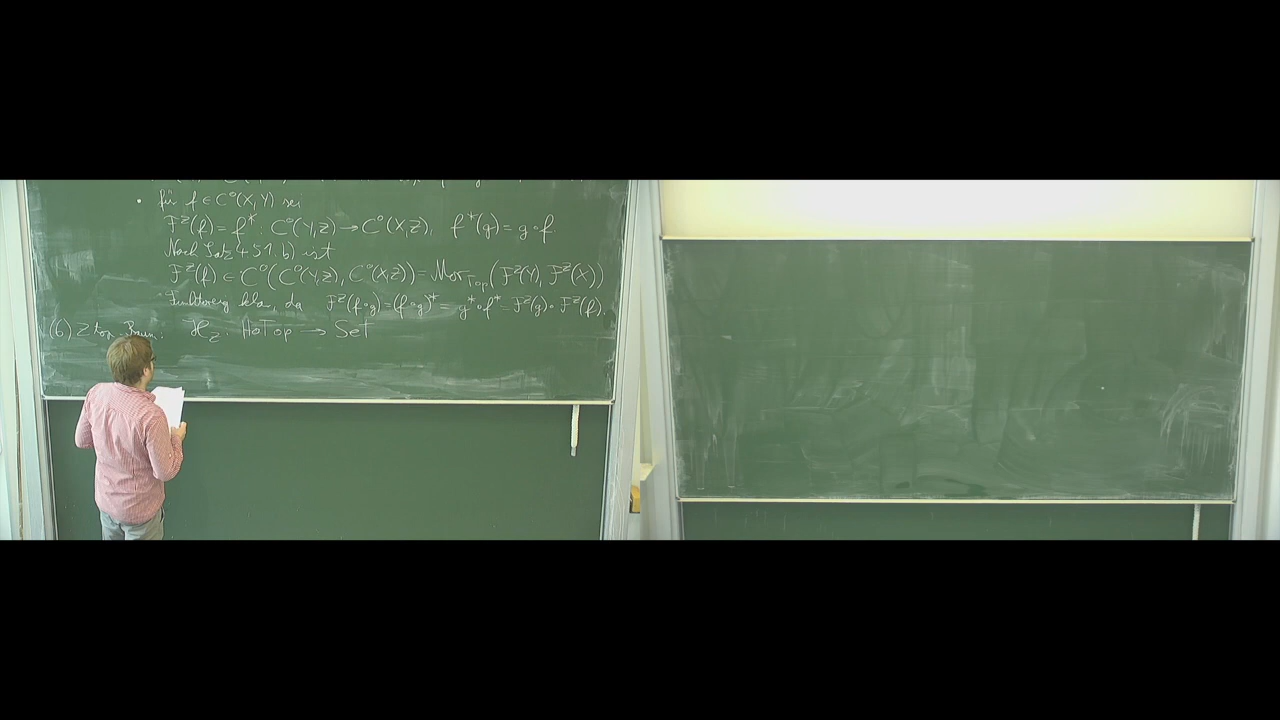 • für f ∈ C⁰(X,Y) sei
F^Z(f) = f* : C⁰(Y,Z) → C⁰(X,Z), f*(g) = g∘f.
Nach Satz 4.51.b) ist
F^Z(f) ∈ C⁰(C⁰(Y,Z), C⁰(X,Z)) = Mor_Top(F^Z(Y), F^Z(X))
klar, da F^Z(f∘g) = (f∘g)* = g*∘f* = F^Z(g)∘F^Z(f).
(6) Z top. Raum: H_Z : HoTop → Set